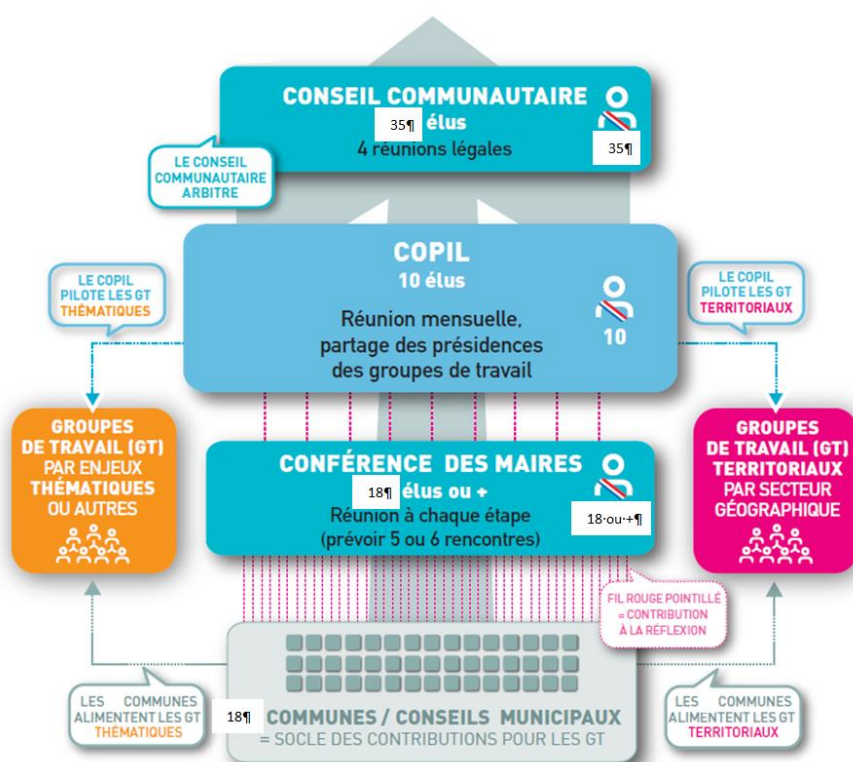 CONSEIL COMMUNAUTAIRE
35¶ élus
4 réunions légales
35¶
LE CONSEIL
COMMUNAUTAIRE
ARBITRE
COPIL
10 élus
Réunion mensuelle,
partage des présidences
des groupes de travail
10
LE COPIL
PILOTE LES GT
THÉMATIQUES
LE COPIL
PILOTE LES GT
TERRITORIAUX
GROUPES
DE TRAVAIL (GT)
PAR ENJEUX
THÉMATIQUES
OU AUTRES
CONFÉRENCE DES MAIRES
18¶ élus ou +
Réunion à chaque étape
(prévoir 5 ou 6 rencontres)
18·ou·+¶
GROUPES
DE TRAVAIL (GT)
TERRITORIAUX
PAR SECTEUR
GÉOGRAPHIQUE
FIL ROUGE POINTILLÉ
= CONTRIBUTION
À LA RÉFLEXION
LES COMMUNES
ALIMENTENT LES GT
THÉMATIQUES
18¶ COMMUNES / CONSEILS MUNICIPAUX
= SOCLE DES CONTRIBUTIONS POUR LES GT
LES COMMUNES
ALIMENTENT LES GT
TERRITORIAUX